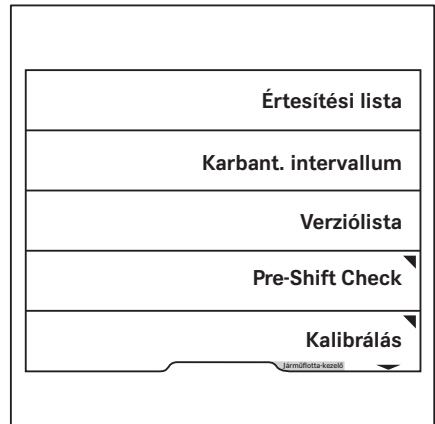 Értesítési lista
Karbant. intervallum
Verziólista
Pre-Shift Check
Kalibrálás
Járműflotta-kezelő